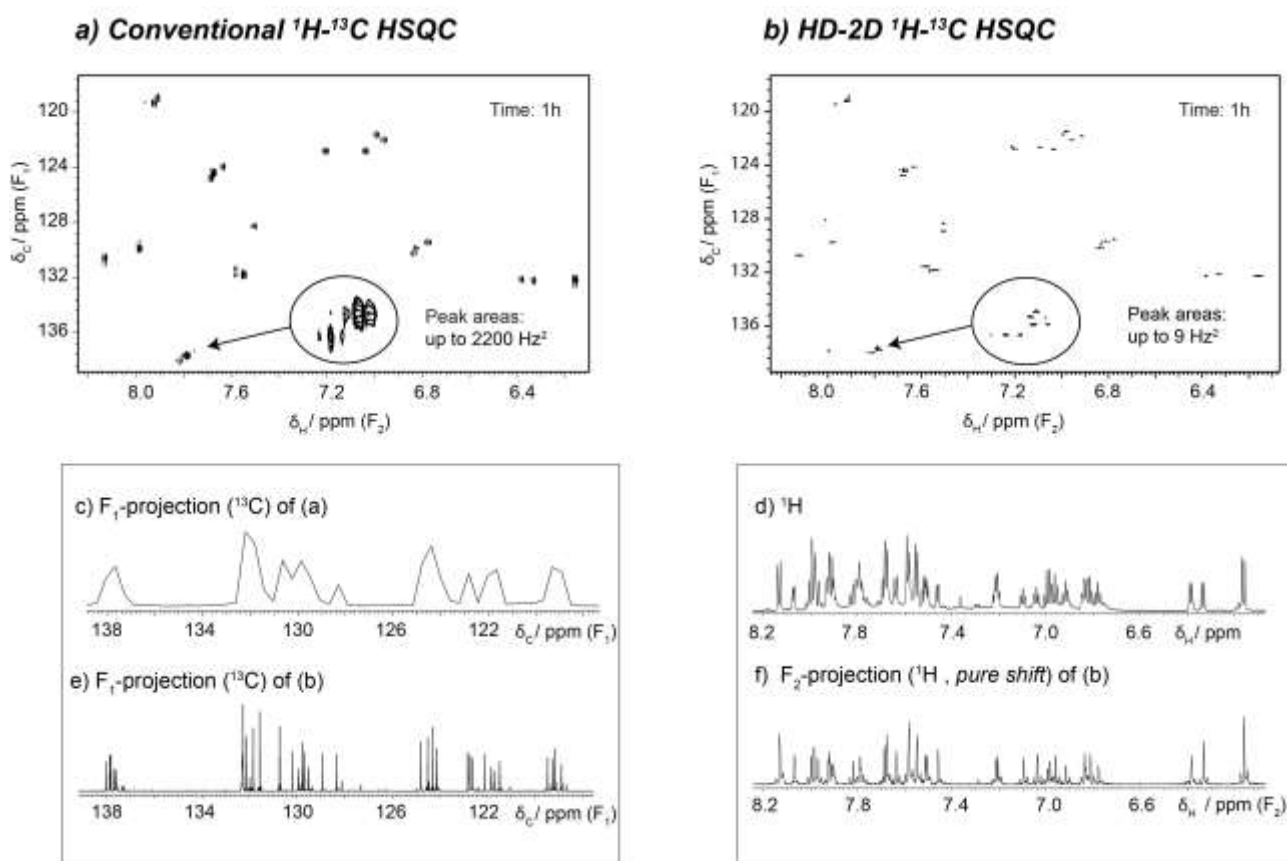 a) Conventional ¹H-¹³C HSQC
b) HD-2D ¹H-¹³C HSQC
Time: 1h
120
124
128
132
136
δC/ ppm (F₁)
Peak areas:
up to 2200 Hz²
8.0 7.6 7.2 6.8 6.4
δH/ ppm (F₂)
Time: 1h
120
124
128
132
136
δC/ ppm (F₁)
Peak areas:
up to 9 Hz²
8.0 7.6 7.2 6.8 6.4
δH/ ppm (F₂)
c) F₁-projection (¹³C) of (a)
138 134 130 126 122 δC/ ppm (F₁)
e) F₁-projection (¹³C) of (b)
138 134 130 126 122 δC/ ppm (F₁)
d) ¹H
8.2 7.8 7.4 7.0 6.6 δH/ ppm
f) F₂-projection (¹H , pure shift) of (b)
8.2 7.8 7.4 7.0 6.6 δH/ ppm (F₂)